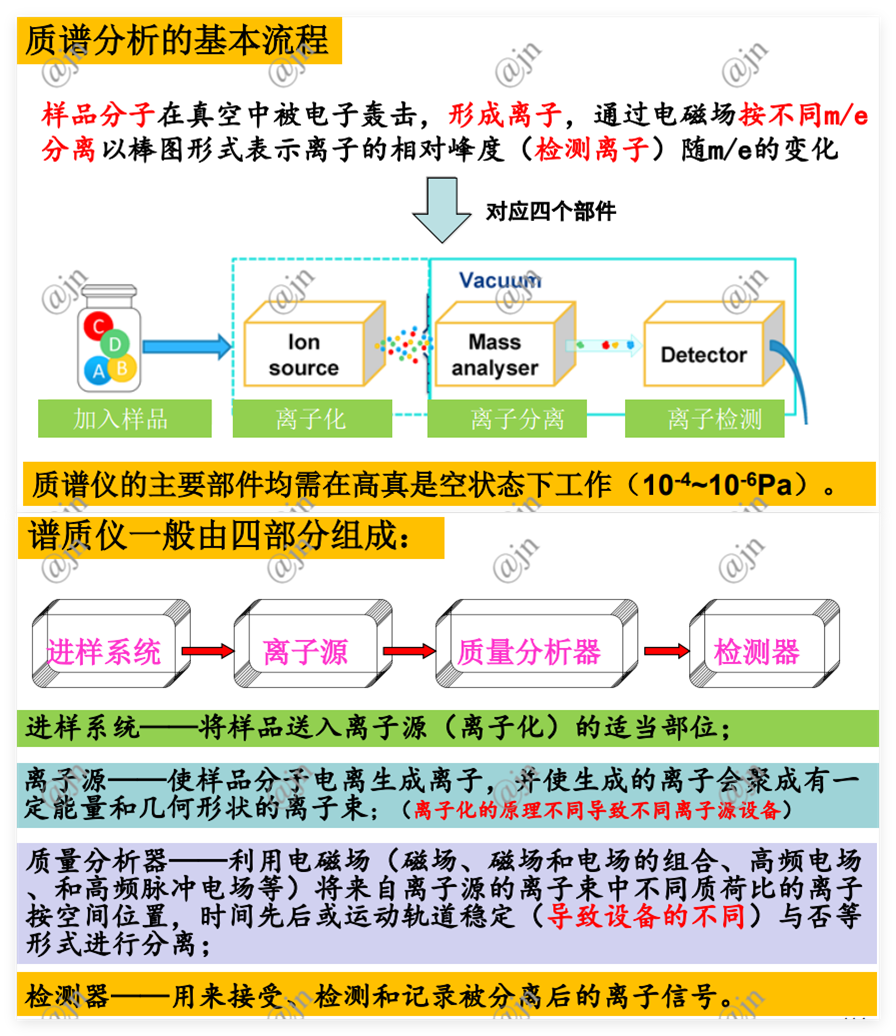 质谱分析的基本流程
样品分子在真空中被电子轰击，形成离子，通过电磁场按不同m/e
分离以棒图形式表示离子的相对峰度（检测离子）随m/e的变化
对应四个部件
Vacuum
C
D
A
B
Ion
source
Mass
analyser
Detector
加入样品
离子化
离子分离
离子检测
质谱仪的主要部件均需在高真是空状态下工作（10-4~10-6Pa）。
谱质仪一般由四部分组成：
进样系统
离子源
质量分析器
检测器
进样系统——将样品送入离子源（离子化）的适当部位；
离子源——使样品分子电离生成离子，并使生成的离子会聚成有一
定能量和几何形状的离子束；（离子化的原理不同导致不同离子源设备）
质量分析器——利用电磁场（磁场、磁场和电场的组合、高频电场
、和高频脉冲电场等）将来自离子源的离子束中不同质荷比的离子
按空间位置，时间先后或运动轨道稳定（导致设备的不同）与否等
形式进行分离；
检测器——用来接受、检测和记录被分离后的离子信号。
@jn
@jn
@jn
@jn
@jn
@jn
@jn
@jn
@jn
@jn
@jn
@jn